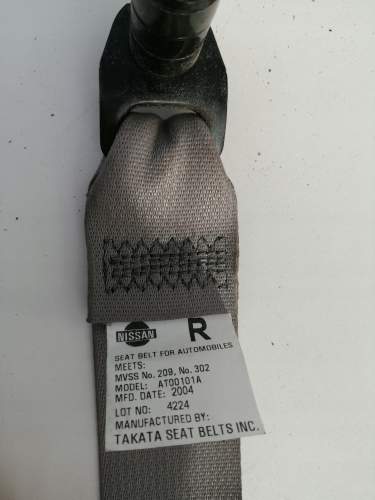 NISSAN R
SEAT BELT FOR AUTOMOBILES
MEETS:
MVSS No. 209, No. 302
MODEL: AT00101A
MFD. DATE: 2004
LOT NO: 4224
MANUFACTURED BY:
TAKATA SEAT BELTS INC.